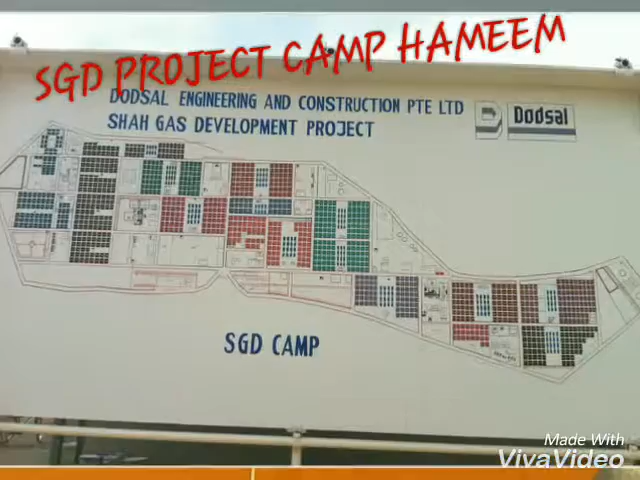 SGD PROJECT CAMP HAMEEM
DODSAL ENGINEERING AND CONSTRUCTION PTE LTD
SHAH GAS DEVELOPMENT PROJECT
Dodsal
SGD CAMP
Made With
VivaVideo